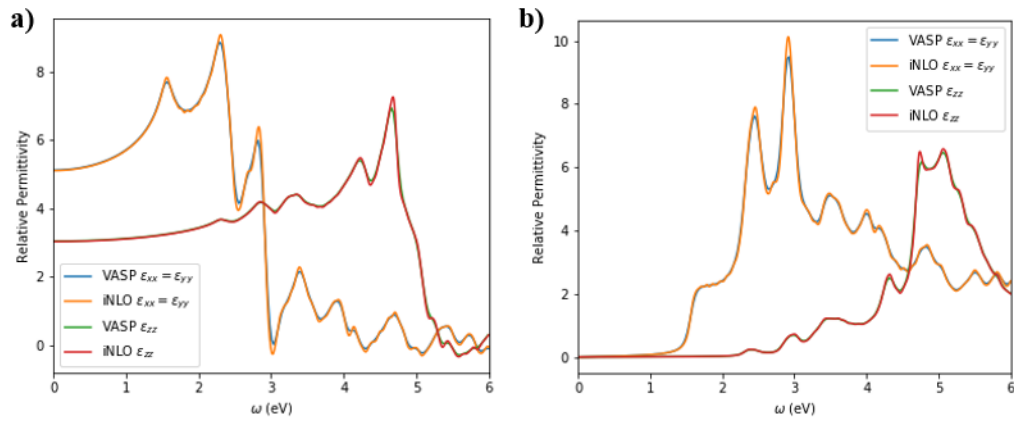 a)
Relative Permittivity
8
6
4
2
0
0 1 2 3 4 5 6
ω (eV)
VASP εxx = εyy
iNLO εxx = εyy
VASP εzz
iNLO εzz
b)
Relative Permittivity
10
8
6
4
2
0
0 1 2 3 4 5 6
ω (eV)
VASP εxx = εyy
iNLO εxx = εyy
VASP εzz
iNLO εzz